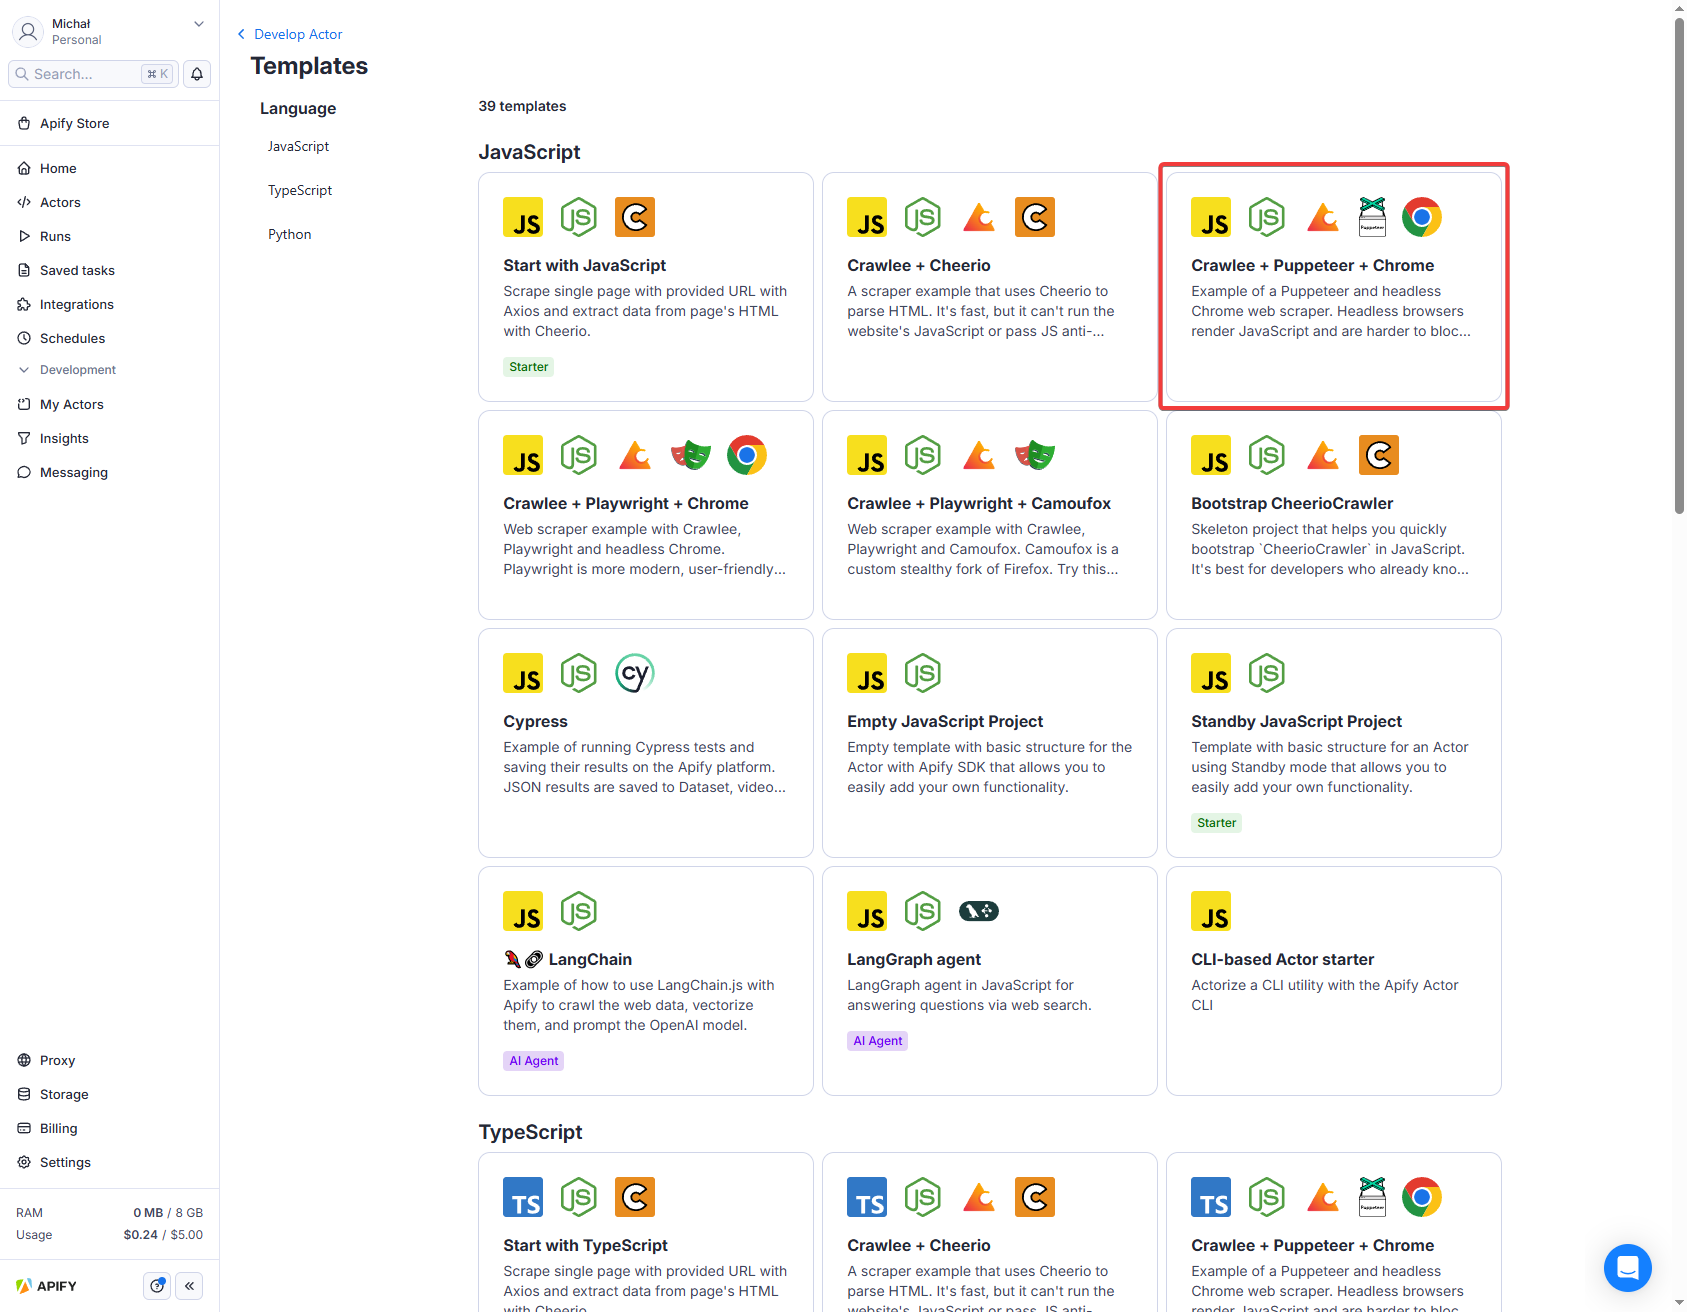 Michał
Personal
Search...
⌘ K
Apify Store
Home
Actors
Runs
Saved tasks
Integrations
Schedules
Development
My Actors
Insights
Messaging
Proxy
Storage
Billing
Settings
RAM
0 MB / 8 GB
Usage
$0.24 / $5.00
APIFY
Develop Actor
Templates
Language
JavaScript
TypeScript
Python
39 templates
JavaScript
JS
JS
C
Start with JavaScript
Scrape single page with provided URL with
Axios and extract data from page's HTML
with Cheerio.
Starter
JS
JS
C
Crawlee + Cheerio
A scraper example that uses Cheerio to
parse HTML. It's fast, but it can't run the
website's JavaScript or pass JS anti-...
JS
JS
Puppeteer
Crawlee + Puppeteer + Chrome
Example of a Puppeteer and headless
Chrome web scraper. Headless browsers
render JavaScript and are harder to bloc...
JS
JS
Crawlee + Playwright + Chrome
Web scraper example with Crawlee,
Playwright and headless Chrome.
Playwright is more modern, user-friendly...
JS
JS
Crawlee + Playwright + Camoufox
Web scraper example with Crawlee,
Playwright and Camoufox. Camoufox is a
custom stealthy fork of Firefox. Try this...
JS
JS
C
Bootstrap CheerioCrawler
Skeleton project that helps you quickly
bootstrap `CheerioCrawler` in JavaScript.
It's best for developers who already kno...
JS
JS
cy
Cypress
Example of running Cypress tests and
saving their results on the Apify platform.
JSON results are saved to Dataset, video...
JS
JS
Empty JavaScript Project
Empty template with basic structure for the
Actor with Apify SDK that allows you to
easily add your own functionality.
JS
JS
Standby JavaScript Project
Template with basic structure for an Actor
using Standby mode that allows you to
easily add your own functionality.
Starter
JS
JS
🦜🔗 LangChain
Example of how to use LangChain.js with
Apify to crawl the web data, vectorize
them, and prompt the OpenAI model.
AI Agent
JS
JS
LangGraph agent
LangGraph agent in JavaScript for
answering questions via web search.
AI Agent
JS
CLI-based Actor starter
Actorize a CLI utility with the Apify Actor
CLI
TypeScript
TS
JS
C
Start with TypeScript
Scrape single page with provided URL with
Axios and extract data from page's HTML
with Cheerio.
TS
JS
C
Crawlee + Cheerio
A scraper example that uses Cheerio to
parse HTML. It's fast, but it can't run the
website's JavaScript or pass JS anti-...
TS
JS
Puppeteer
Crawlee + Puppeteer + Chrome
Example of a Puppeteer and headless
Chrome web scraper. Headless browsers
render JavaScript and are harder to bloc...